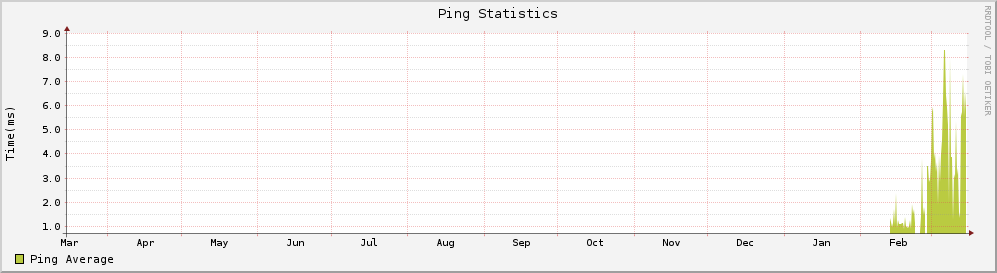 Ping Statistics
RRDTOOL / TOBI OETIKER
Time(ms)
9.0
8.0
7.0
6.0
5.0
4.0
3.0
2.0
1.0
Mar Apr May Jun Jul Aug Sep Oct Nov Dec Jan Feb
Ping Average